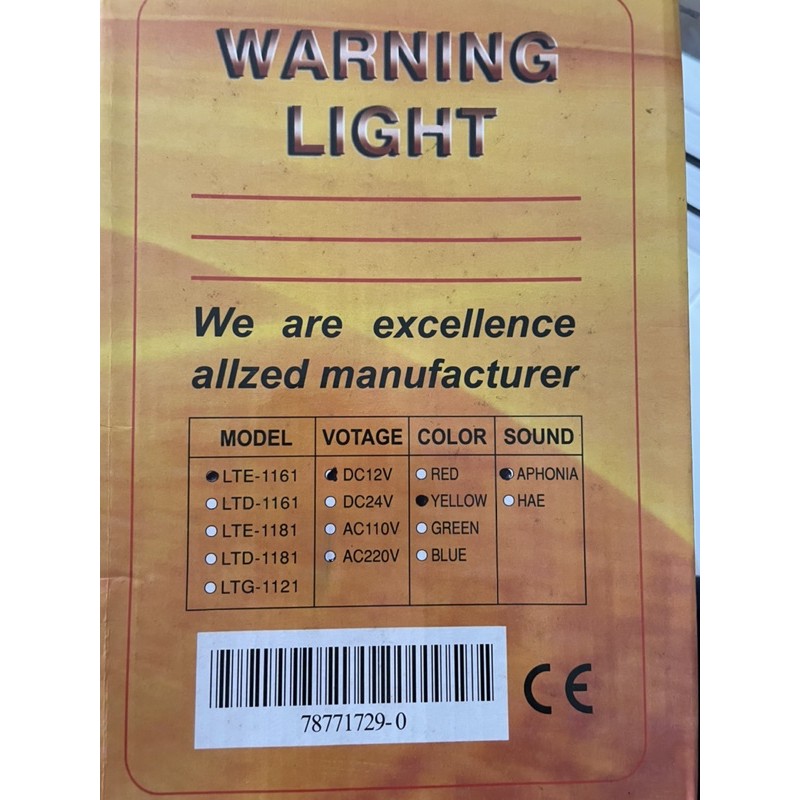 WARNING
LIGHT
We are excellence
allzed manufacturer
MODEL VOTAGE COLOR SOUND
LTE-1161 DC12V RED APHONIA
LTD-1161 DC24V YELLOW HAE
LTE-1181 AC110V GREEN
LTD-1181 AC220V BLUE
LTG-1121
78771729-0
CE